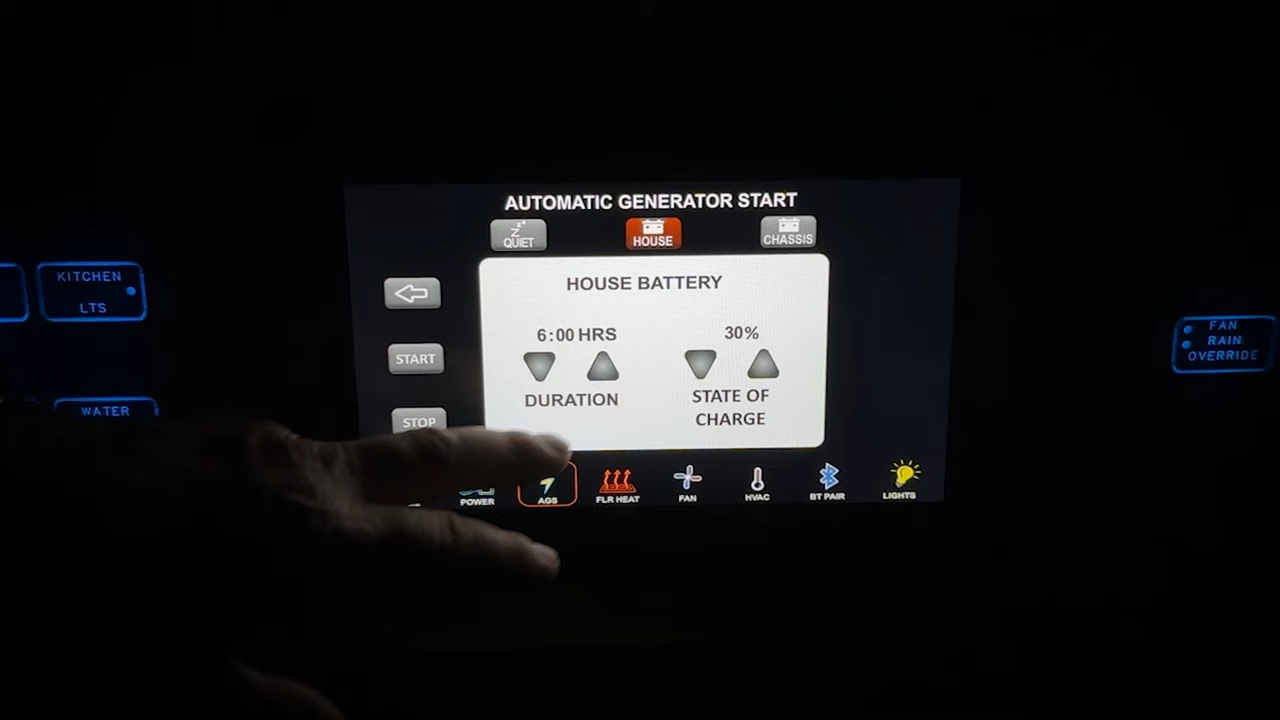 AUTOMATIC GENERATOR START
QUIET
HOUSE
CHASSIS
HOUSE BATTERY
6:00 HRS
30%
DURATION
STATE OF
CHARGE
START
STOP
POWER
AGS
FLR HEAT
FAN
HVAC
BT PAIR
LIGHTS
KITCHEN
LTS
WATER
FAN
RAIN
OVERRIDE